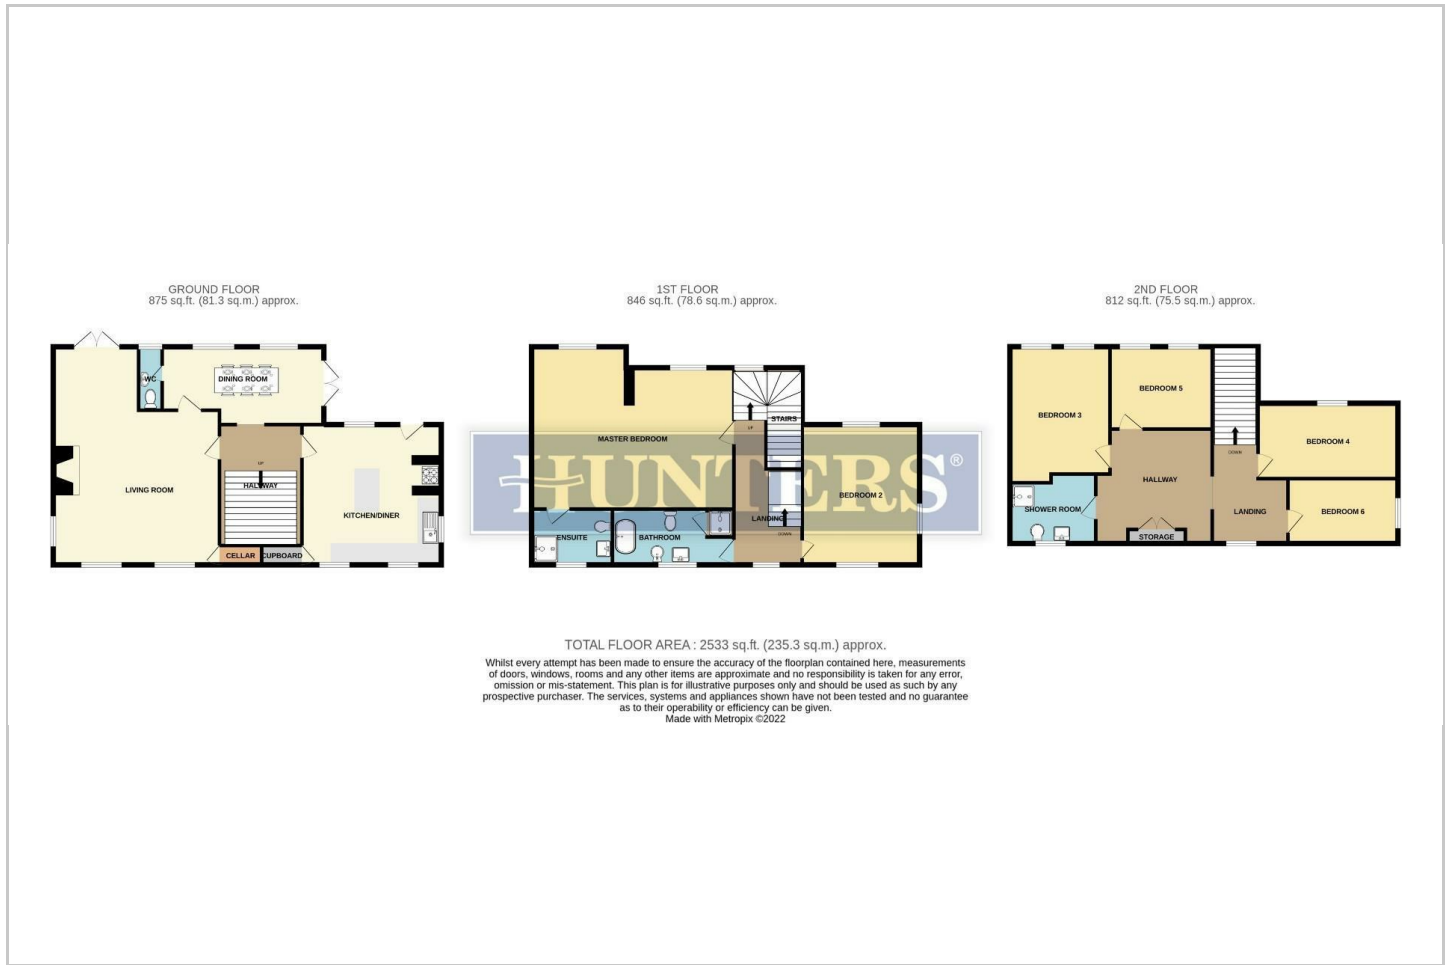 GROUND FLOOR
875 sq.ft. (81.3 sq.m.) approx.
WC
DINING ROOM
LIVING ROOM
UP
HALLWAY
KITCHEN/DINER
CELLAR
CUPBOARD
1ST FLOOR
846 sq.ft. (78.6 sq.m.) approx.
STAIRS
UP
MASTER BEDROOM
BEDROOM 2
LANDING
DOWN
ENSUITE
BATHROOM
HUNTERS®
2ND FLOOR
812 sq.ft. (75.5 sq.m.) approx.
BEDROOM 3
BEDROOM 5
BEDROOM 4
DOWN
HALLWAY
SHOWER ROOM
LANDING
BEDROOM 6
STORAGE
TOTAL FLOOR AREA : 2533 sq.ft. (235.3 sq.m.) approx.
Whilst every attempt has been made to ensure the accuracy of the floorplan contained here, measurements
of doors, windows, rooms and any other items are approximate and no responsibility is taken for any error,
omission or mis-statement. This plan is for illustrative purposes only and should be used as such by any
prospective purchaser. The services, systems and appliances shown have not been tested and no guarantee
as to their operability or efficiency can be given.
Made with Metropix ©2022